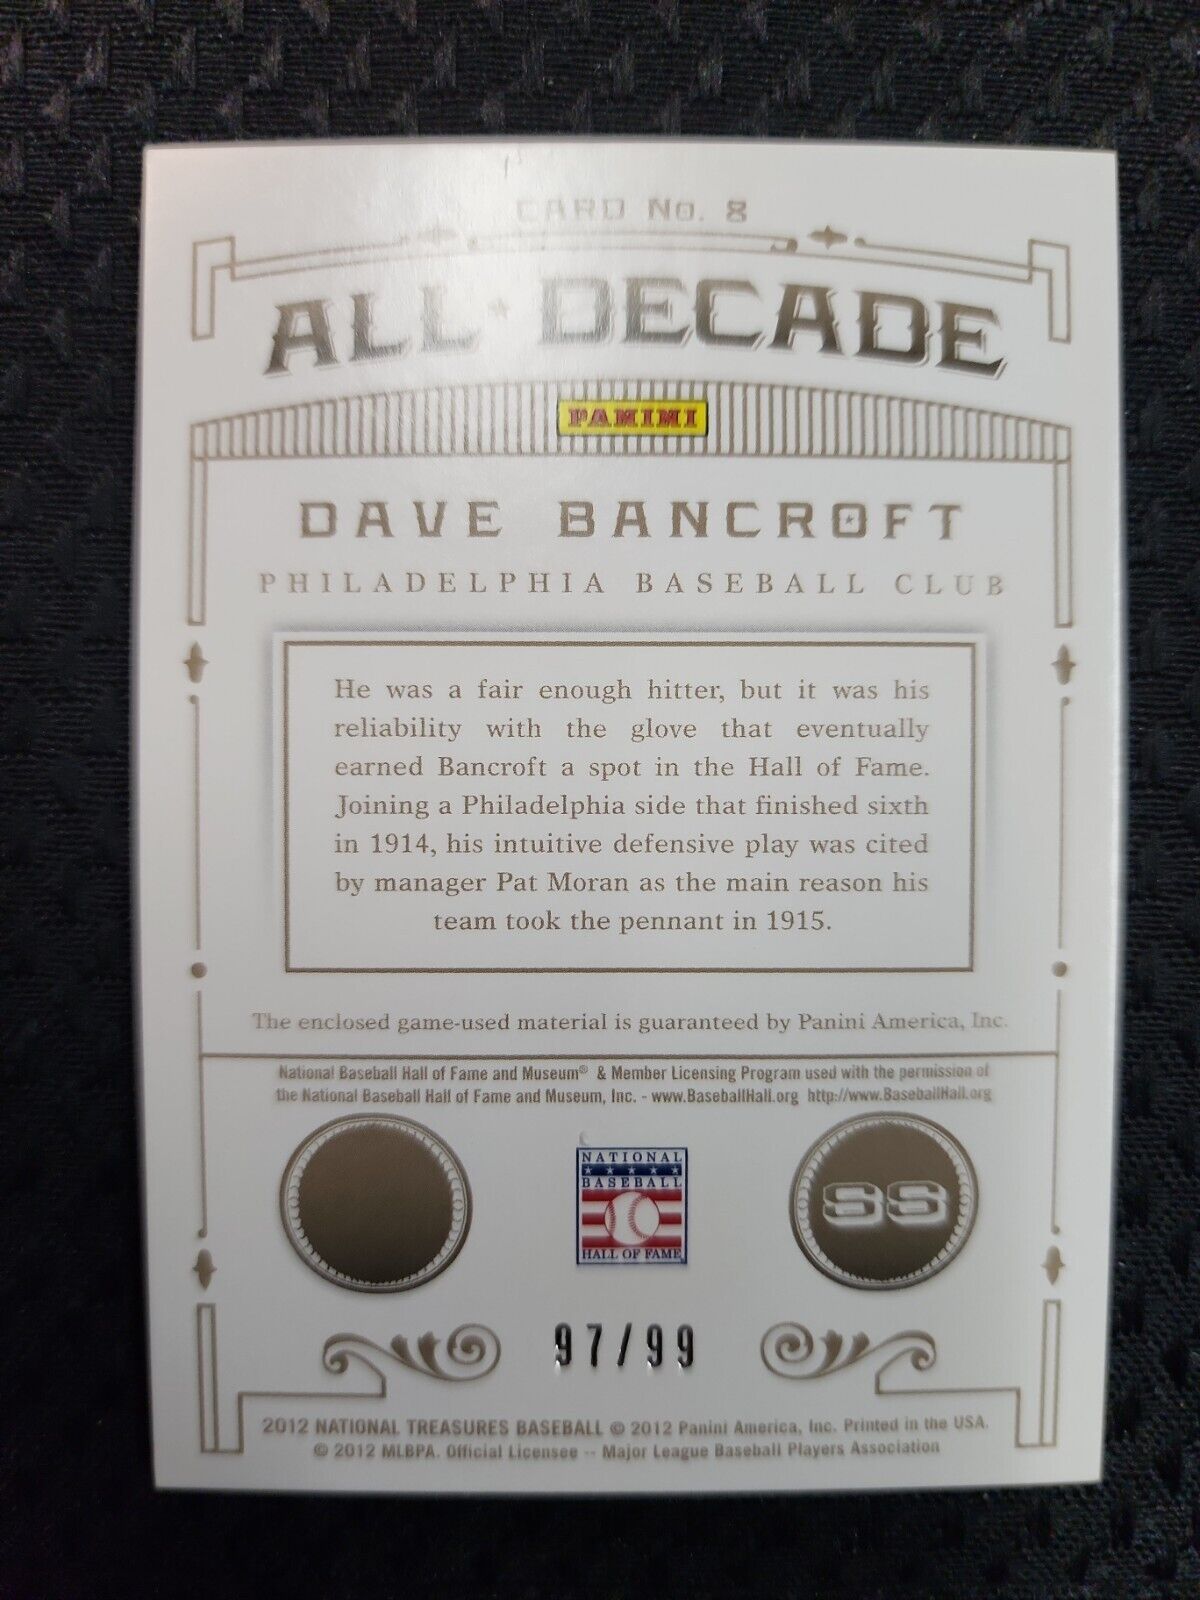 CARD No. 8
ALL DECADE
PANINI
DAVE BANCROFT
PHILADELPHIA BASEBALL CLUB
He was a fair enough hitter, but it was his
reliability with the glove that eventually
earned Bancroft a spot in the Hall of Fame.
Joining a Philadelphia side that finished sixth
in 1914, his intuitive defensive play was cited
by manager Pat Moran as the main reason his
team took the pennant in 1915.
The enclosed game-used material is guaranteed by Panini America, Inc.
National Baseball Hall of Fame and Museum® & Member Licensing Program used with the permission of
the National Baseball Hall of Fame and Museum, Inc. - www.BaseballHall.org http://www.BaseballHall.org
NATIONAL
BASEBALL
HALL OF FAME
SS
97/99
2012 NATIONAL TREASURES BASEBALL © 2012 Panini America, Inc. Printed in the USA.
© 2012 MLBPA. Official Licensee -- Major League Baseball Players Association